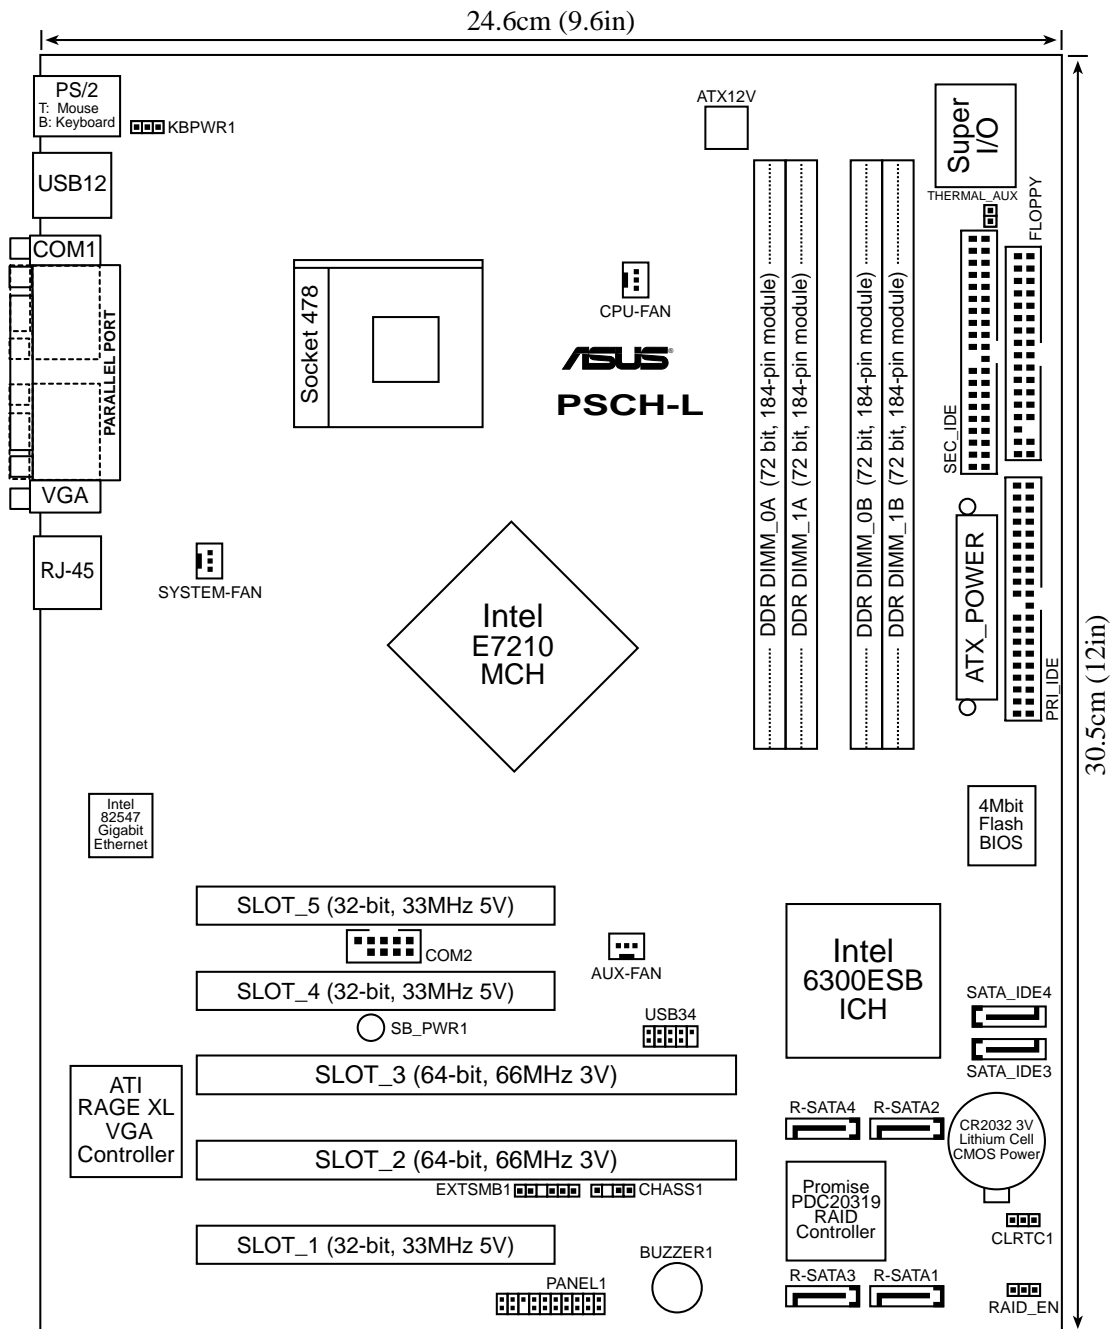 24.6cm (9.6in)
PS/2
T: Mouse
B: Keyboard
KBPWR1
ATX12V
Super
I/O
USB12
THERMAL_AUX
FLOPPY
COM1
PARALLEL PORT
Socket 478
CPU-FAN
ASUS®
PSCH-L
DDR DIMM_0A (72 bit, 184-pin module)
DDR DIMM_1A (72 bit, 184-pin module)
DDR DIMM_0B (72 bit, 184-pin module)
DDR DIMM_1B (72 bit, 184-pin module)
SEC_IDE
VGA
RJ-45
SYSTEM-FAN
Intel
E7210
MCH
ATX_POWER
PRI_IDE
30.5cm (12in)
Intel
82547
Gigabit
Ethernet
4Mbit
Flash
BIOS
SLOT_5 (32-bit, 33MHz 5V)
COM2
AUX-FAN
Intel
6300ESB
ICH
SLOT_4 (32-bit, 33MHz 5V)
SATA_IDE4
SB_PWR1
USB34
SATA_IDE3
SLOT_3 (64-bit, 66MHz 3V)
ATI
RAGE XL
VGA
Controller
R-SATA4
R-SATA2
CR2032 3V
Lithium Cell
CMOS Power
SLOT_2 (64-bit, 66MHz 3V)
EXTSMB1
CHASS1
Promise
PDC20319
RAID
Controller
CLRTC1
SLOT_1 (32-bit, 33MHz 5V)
BUZZER1
PANEL1
R-SATA3
R-SATA1
RAID_EN